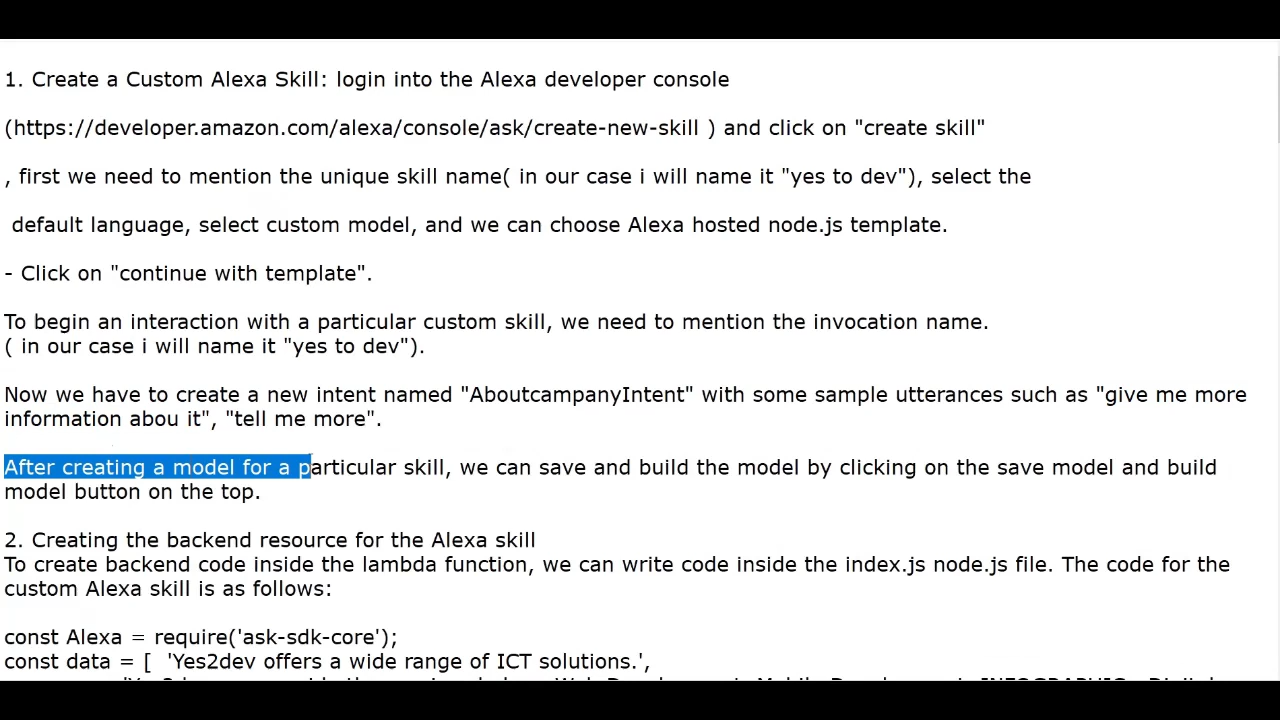 1. Create a Custom Alexa Skill: login into the Alexa developer console
(https://developer.amazon.com/alexa/console/ask/create-new-skill ) and click on "create skill"
, first we need to mention the unique skill name( in our case i will name it "yes to dev"), select the
default language, select custom model, and we can choose Alexa hosted node.js template.
- Click on "continue with template".
To begin an interaction with a particular custom skill, we need to mention the invocation name.
( in our case i will name it "yes to dev").
Now we have to create a new intent named "AboutcampanyIntent" with some sample utterances such as "give me more
information abou it", "tell me more".
After creating a model for a particular skill, we can save and build the model by clicking on the save model and build
model button on the top.
2. Creating the backend resource for the Alexa skill
To create backend code inside the lambda function, we can write code inside the index.js node.js file. The code for the
custom Alexa skill is as follows:
const Alexa = require('ask-sdk-core');
const data = [  'Yes2dev offers a wide range of ICT solutions.',